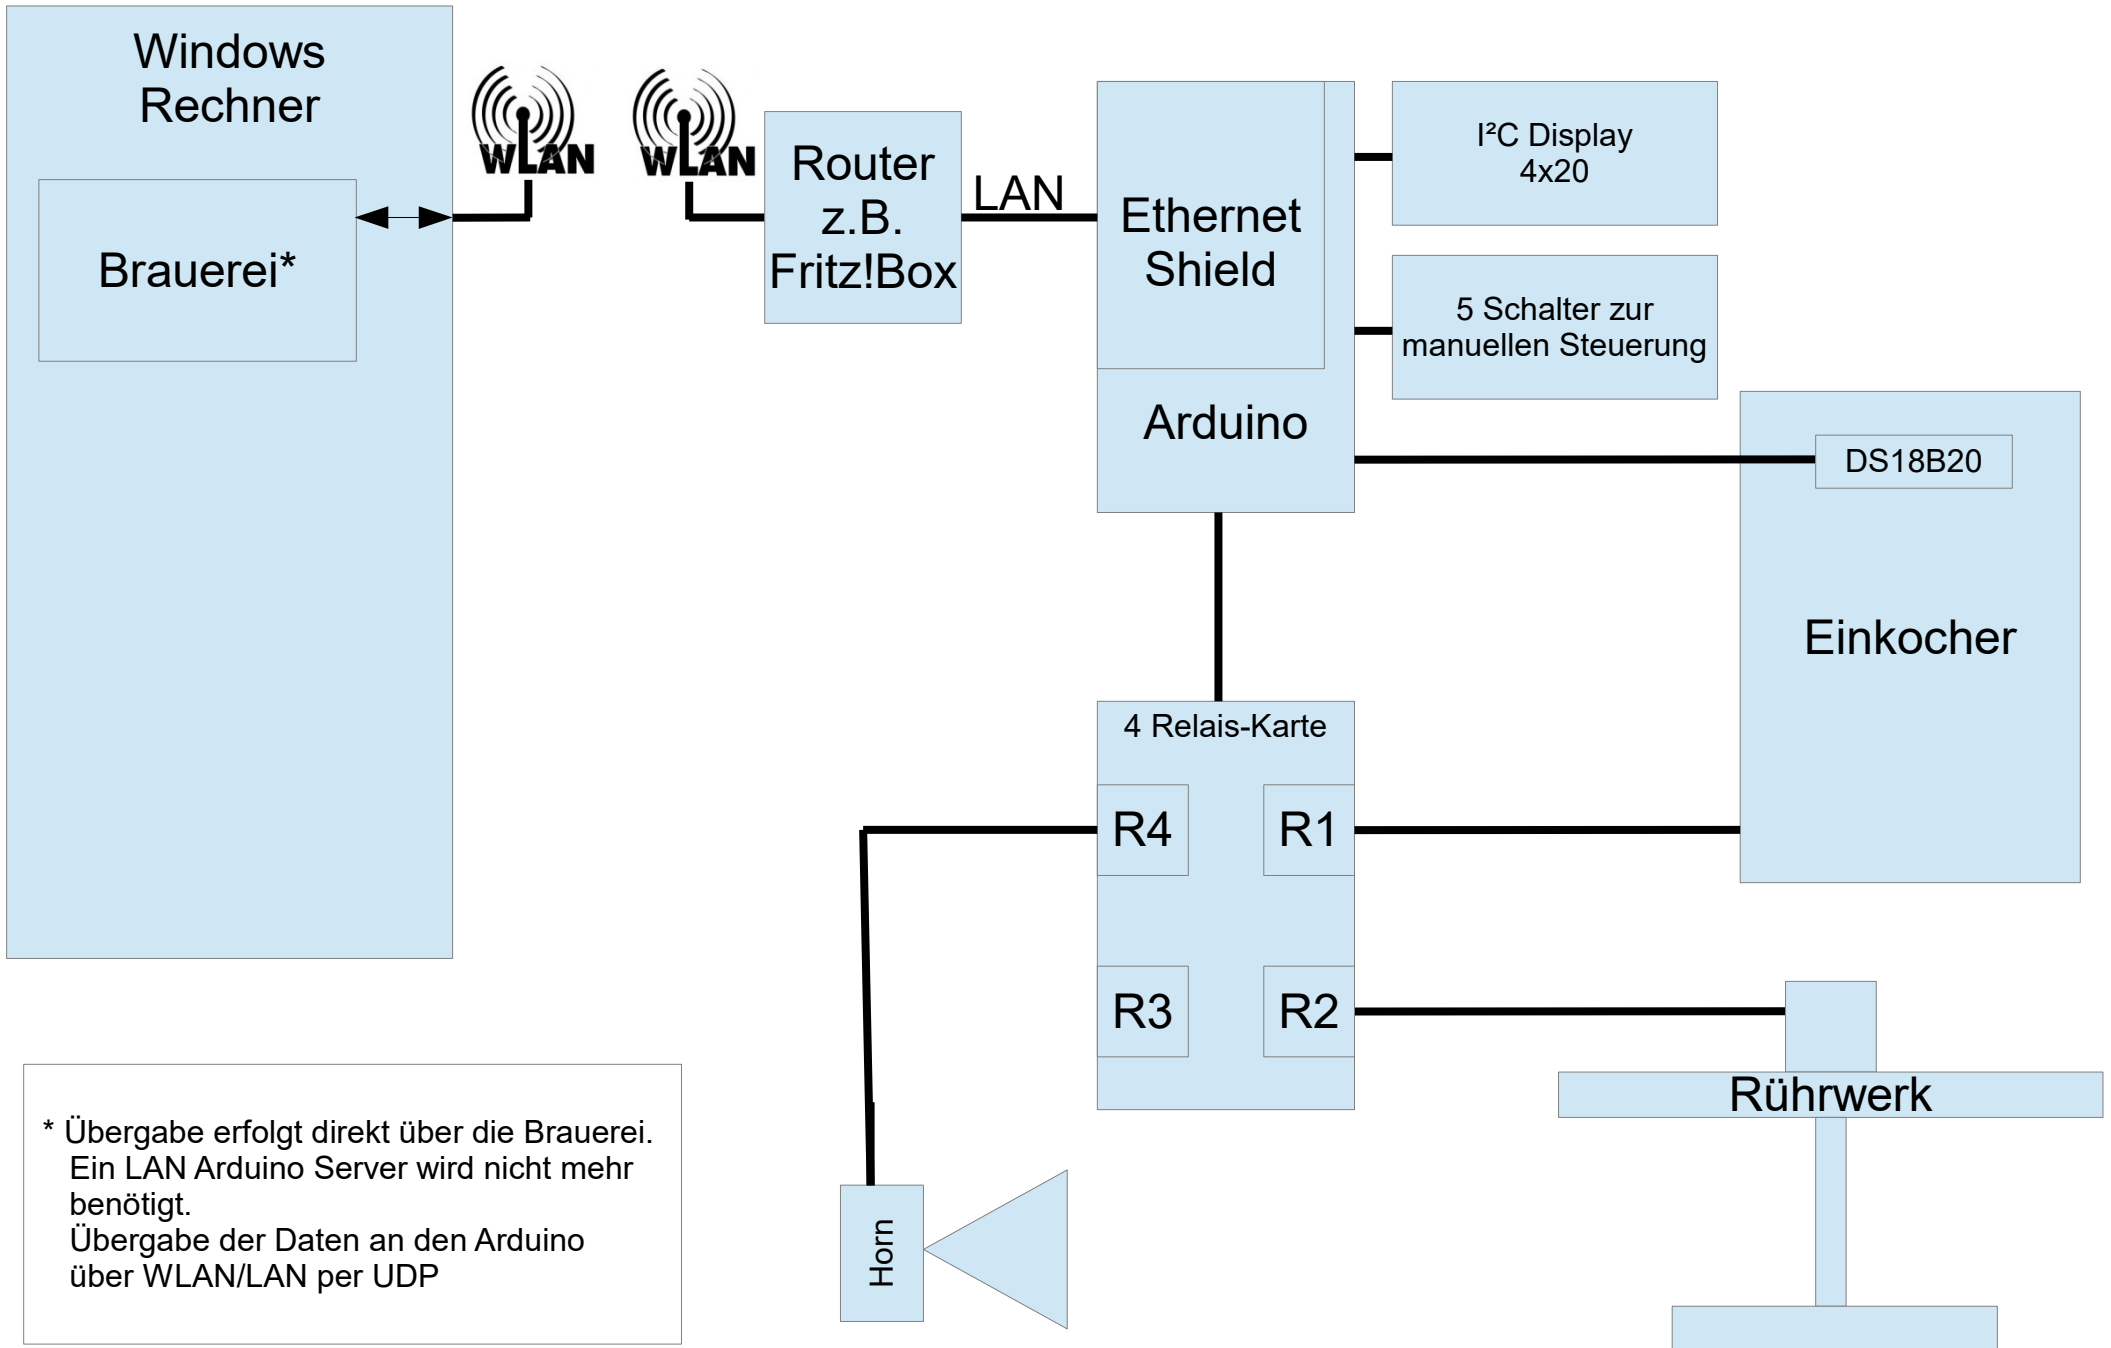 Windows
Rechner
Brauerei*
WLAN
WLAN
Router
z.B.
Fritz!Box
LAN
Ethernet
Shield
Arduino
I²C Display
4x20
5 Schalter zur
manuellen Steuerung
DS18B20
Einkocher
4 Relais-Karte
R4
R1
R3
R2
Rührwerk
Horn
* Übergabe erfolgt direkt über die Brauerei.
Ein LAN Arduino Server wird nicht mehr
benötigt.
Übergabe der Daten an den Arduino
über WLAN/LAN per UDP